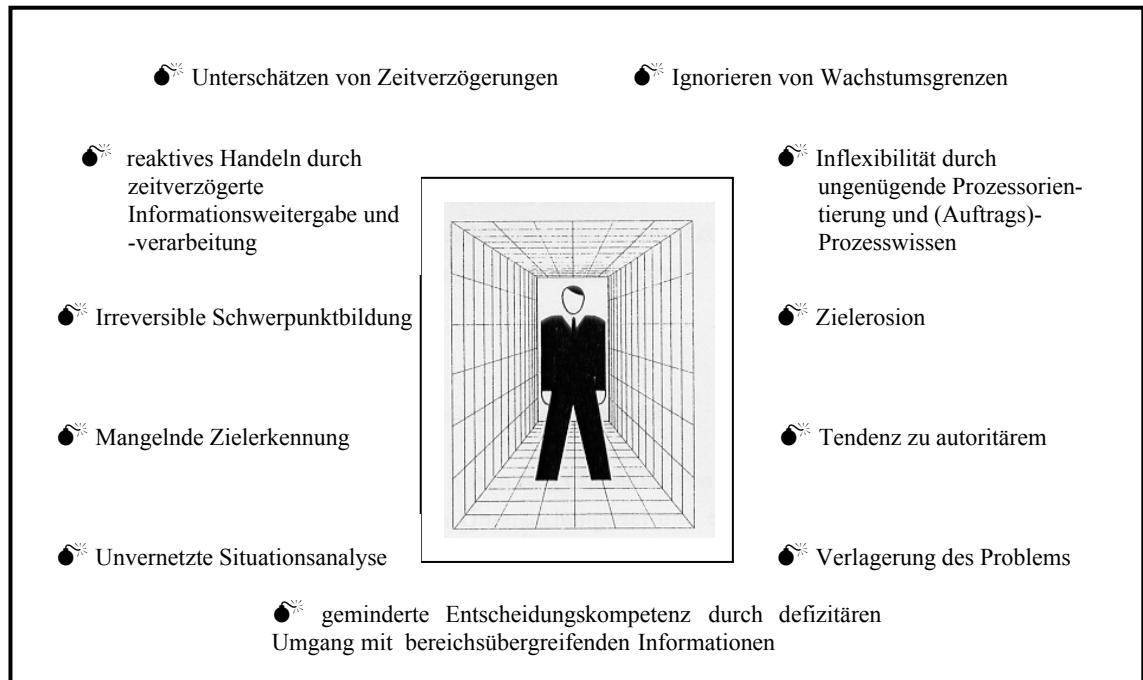 Unterschätzen von Zeitverzögerungen
Ignorieren von Wachstumsgrenzen
reaktives Handeln durch
zeitverzögerte
Informationsweitergabe und
-verarbeitung
Inflexibilität durch
ungenügende Prozessorien-
tierung und (Auftrags)-
Prozesswissen
Irreversible Schwerpunktbildung
Zielerosion
Mangelnde Zielerkennung
Tendenz zu autoritärem
Unvernetzte Situationsanalyse
Verlagerung des Problems
geminderte Entscheidungskompetenz durch defizitären
Umgang mit bereichsübergreifenden Informationen